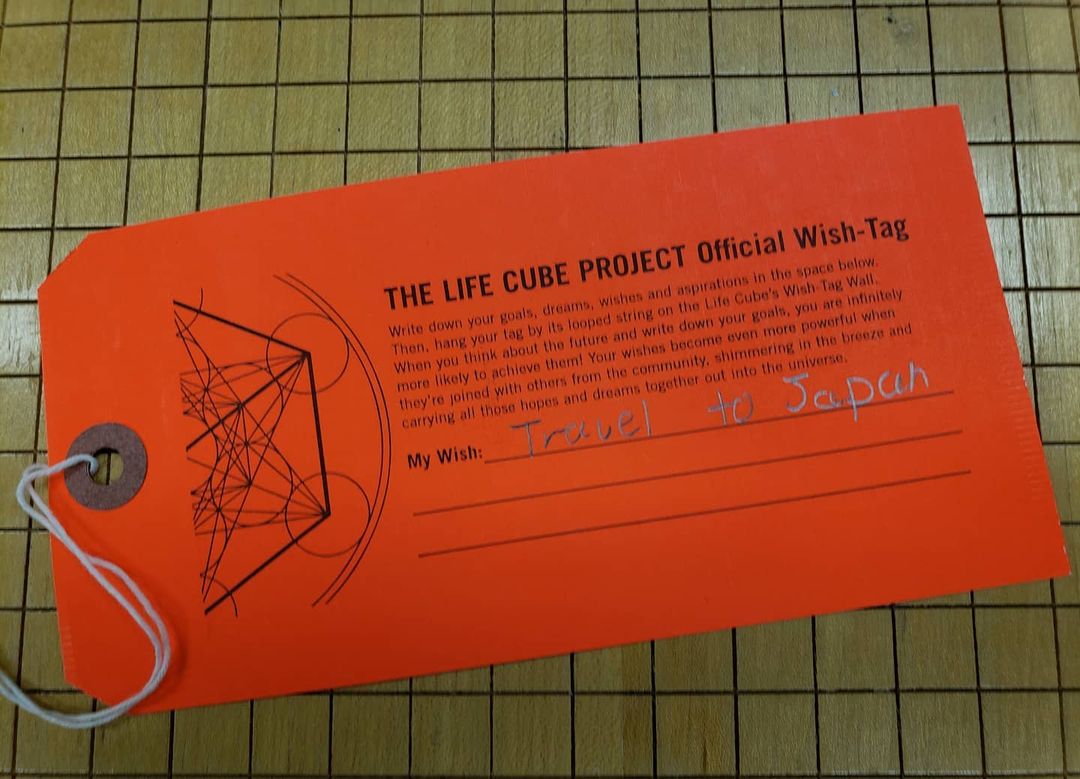 THE LIFE CUBE PROJECT Official Wish-Tag
Write down your goals, dreams, wishes and aspirations in the space below.
Then, hang your tag by its looped string on the Life Cube's Wish-Tag Wall.
When you think about the future and write down your goals, you are infinitely
more likely to achieve them! Your wishes become even more powerful when
they're joined with others from the community, shimmering in the breeze and
carrying all those hopes and dreams together out into the universe.
My Wish: Travel to Japan